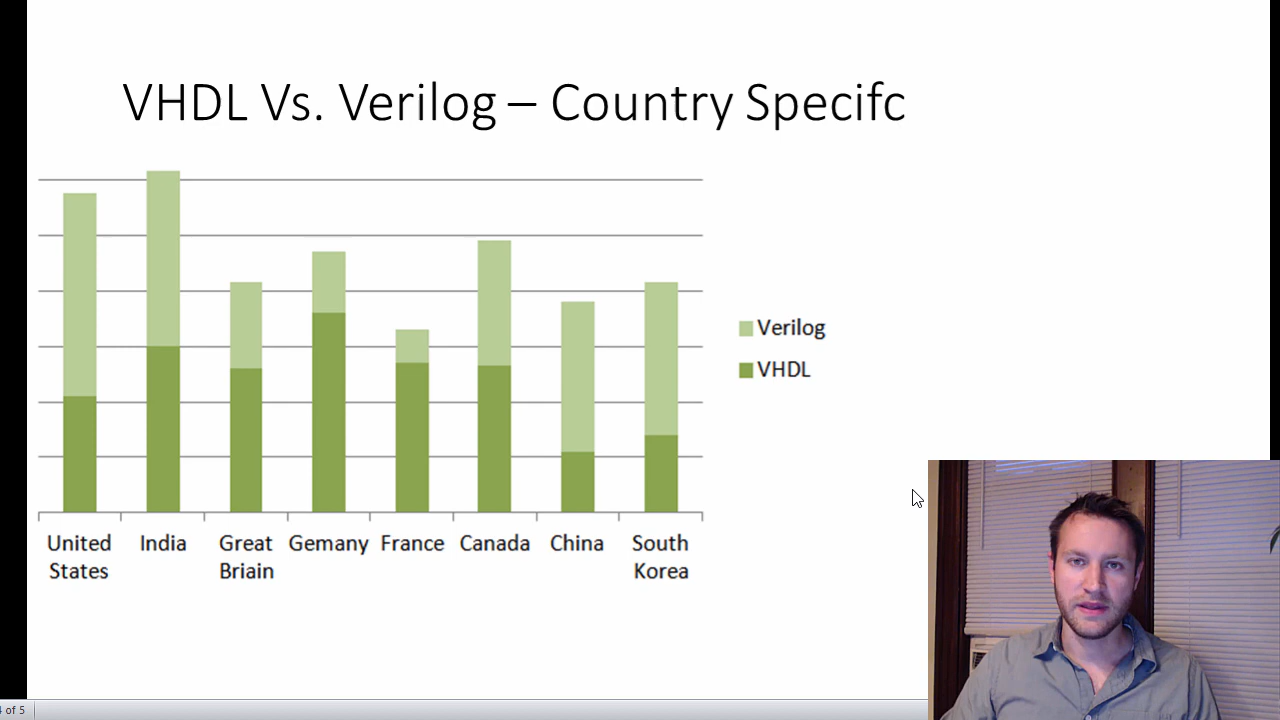 VHDL Vs. Verilog – Country Specifc
Verilog
VHDL
United States
India
Great Briain
Gemany
France
Canada
China
South Korea
of 5